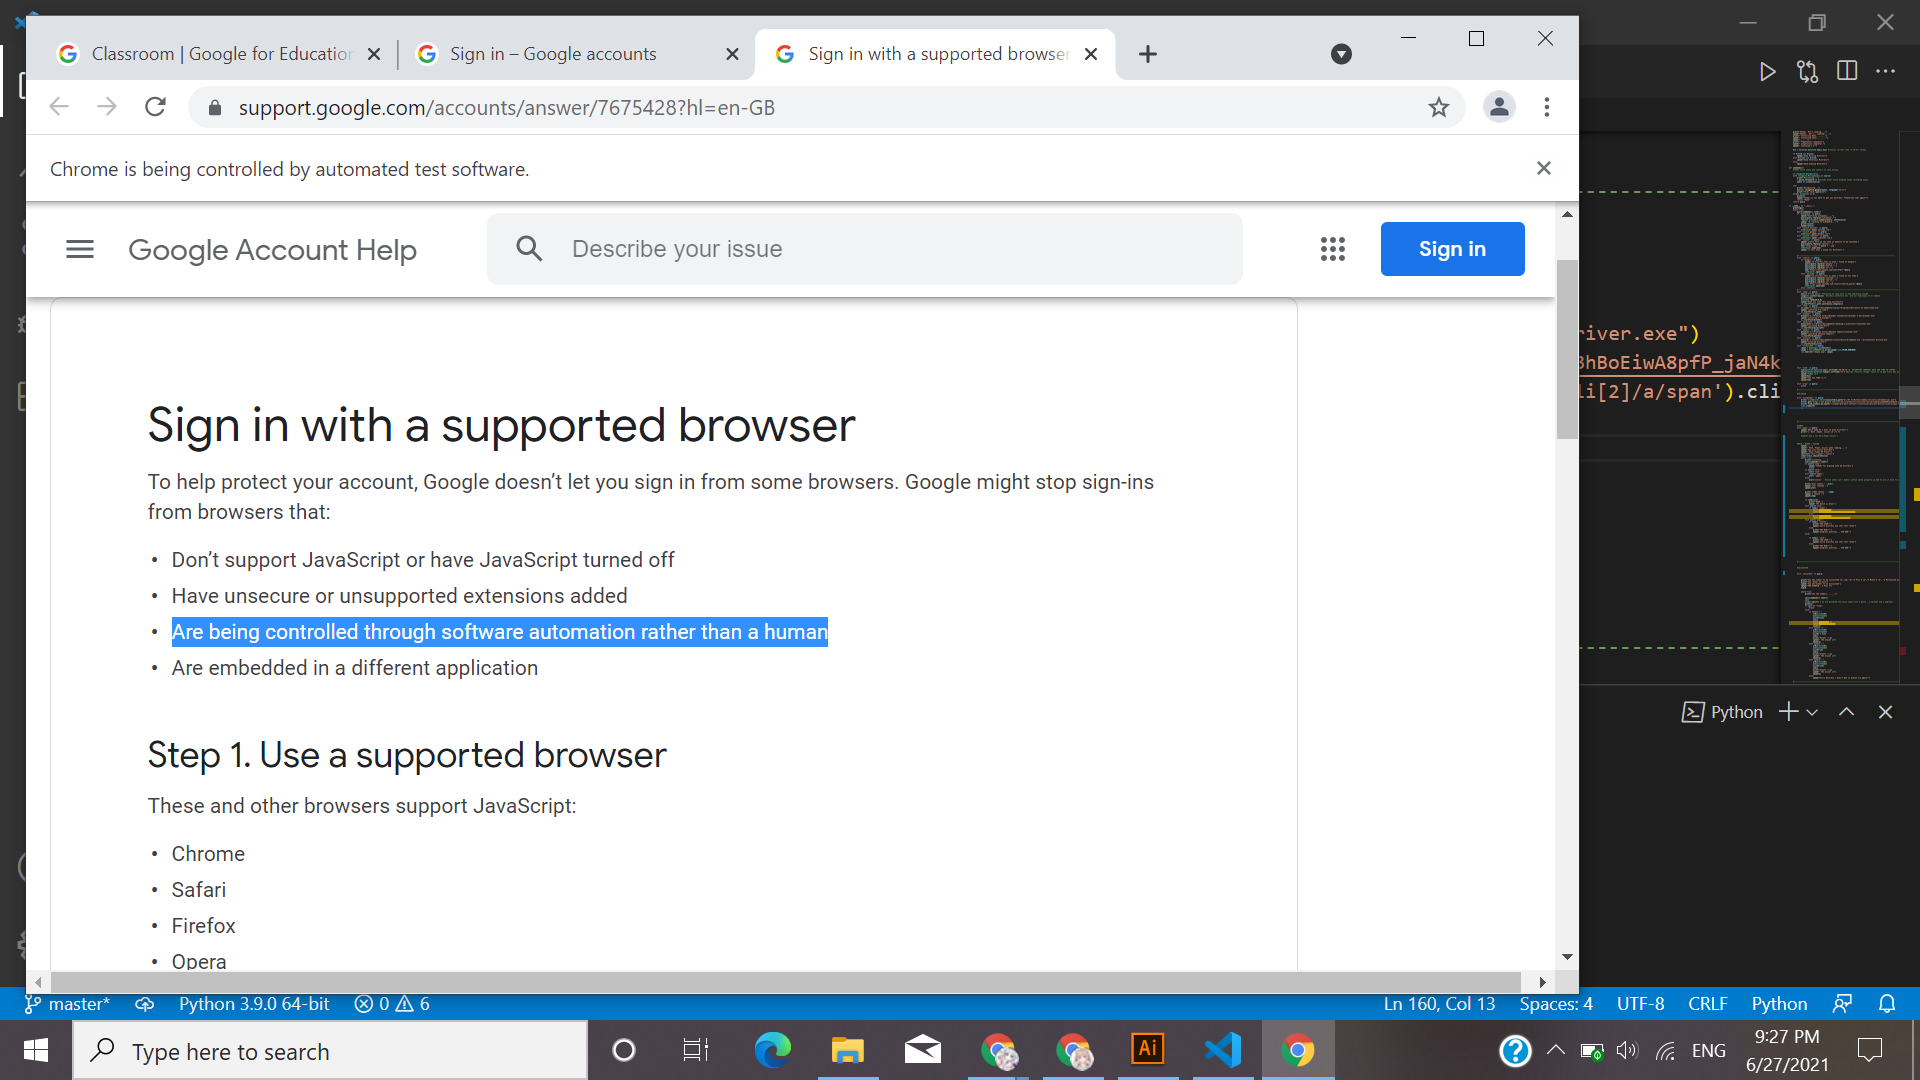 Classroom | Google for Education
Sign in – Google accounts
Sign in with a supported browser
support.google.com/accounts/answer/7675428?hl=en-GB
Chrome is being controlled by automated test software.
Google Account Help
Describe your issue
Sign in
Sign in with a supported browser
To help protect your account, Google doesn’t let you sign in from some browsers. Google might stop sign-ins
from browsers that:
• Don’t support JavaScript or have JavaScript turned off
• Have unsecure or unsupported extensions added
• Are being controlled through software automation rather than a human
• Are embedded in a different application
Step 1. Use a supported browser
These and other browsers support JavaScript:
• Chrome
• Safari
• Firefox
• Opera
river.exe")
3hBoEiwA8pfP_jaN4k
li[2]/a/span').cli
Python
master*
Python 3.9.0 64-bit
0
6
Ln 160, Col 13
Spaces: 4
UTF-8
CRLF
Python
Type here to search
Ai
ENG
9:27 PM
6/27/2021